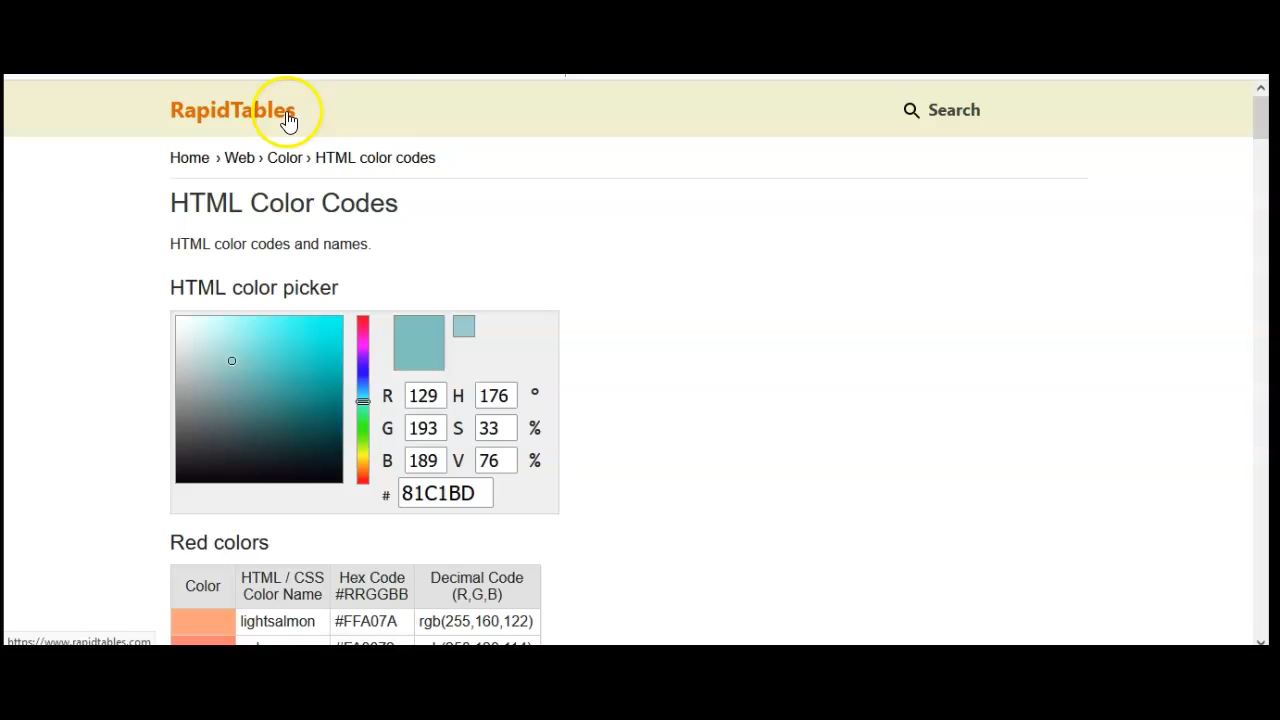 RapidTables
Search
Home › Web › Color › HTML color codes
HTML Color Codes
HTML color codes and names.
HTML color picker
R 129 H 176 °
G 193 S 33 %
B 189 V 76 %
# 81C1BD
Red colors
Color HTML / CSS Color Name Hex Code #RRGGBB Decimal Code (R,G,B)
lightsalmon #FFA07A rgb(255,160,122)
https://www.rapidtables.com